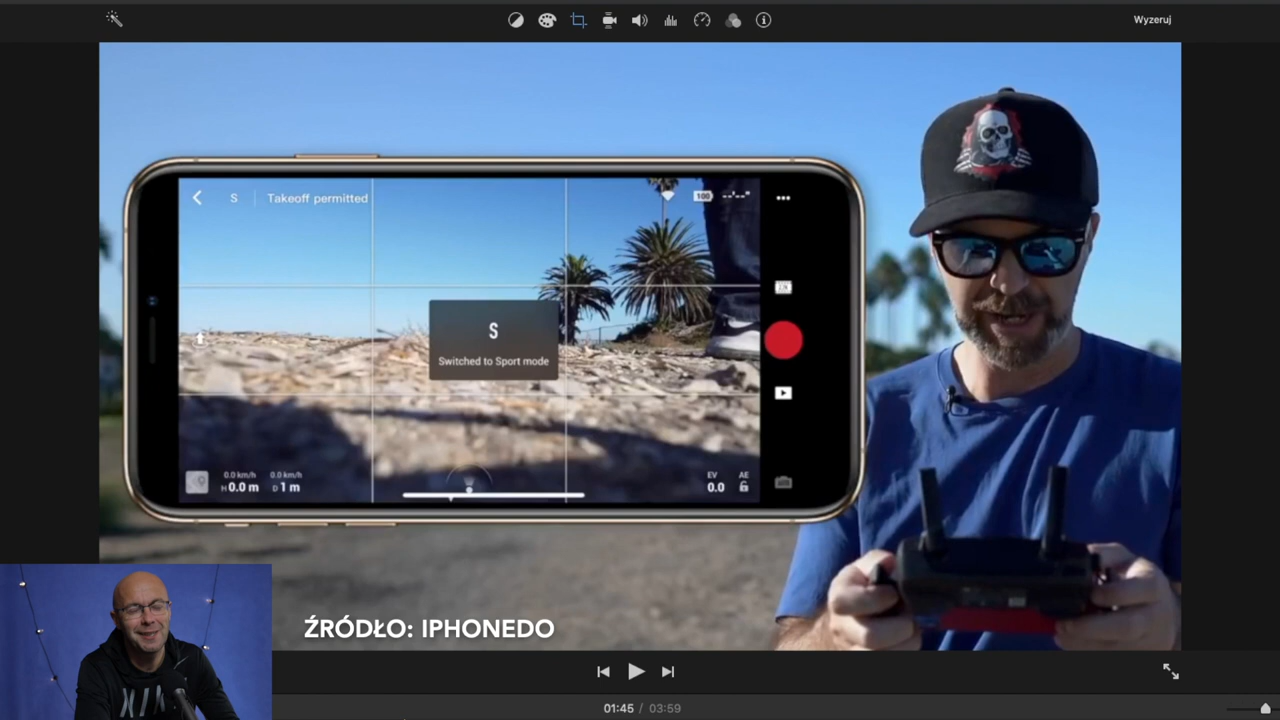 Wyzeruj
S Takeoff permitted
100
S
Switched to Sport mode
0.0 km/h 0.0 km/h
H 0.0 m D 1 m
EV AE
0.0
ŹRÓDŁO: IPHONEDO
01:45 / 03:59